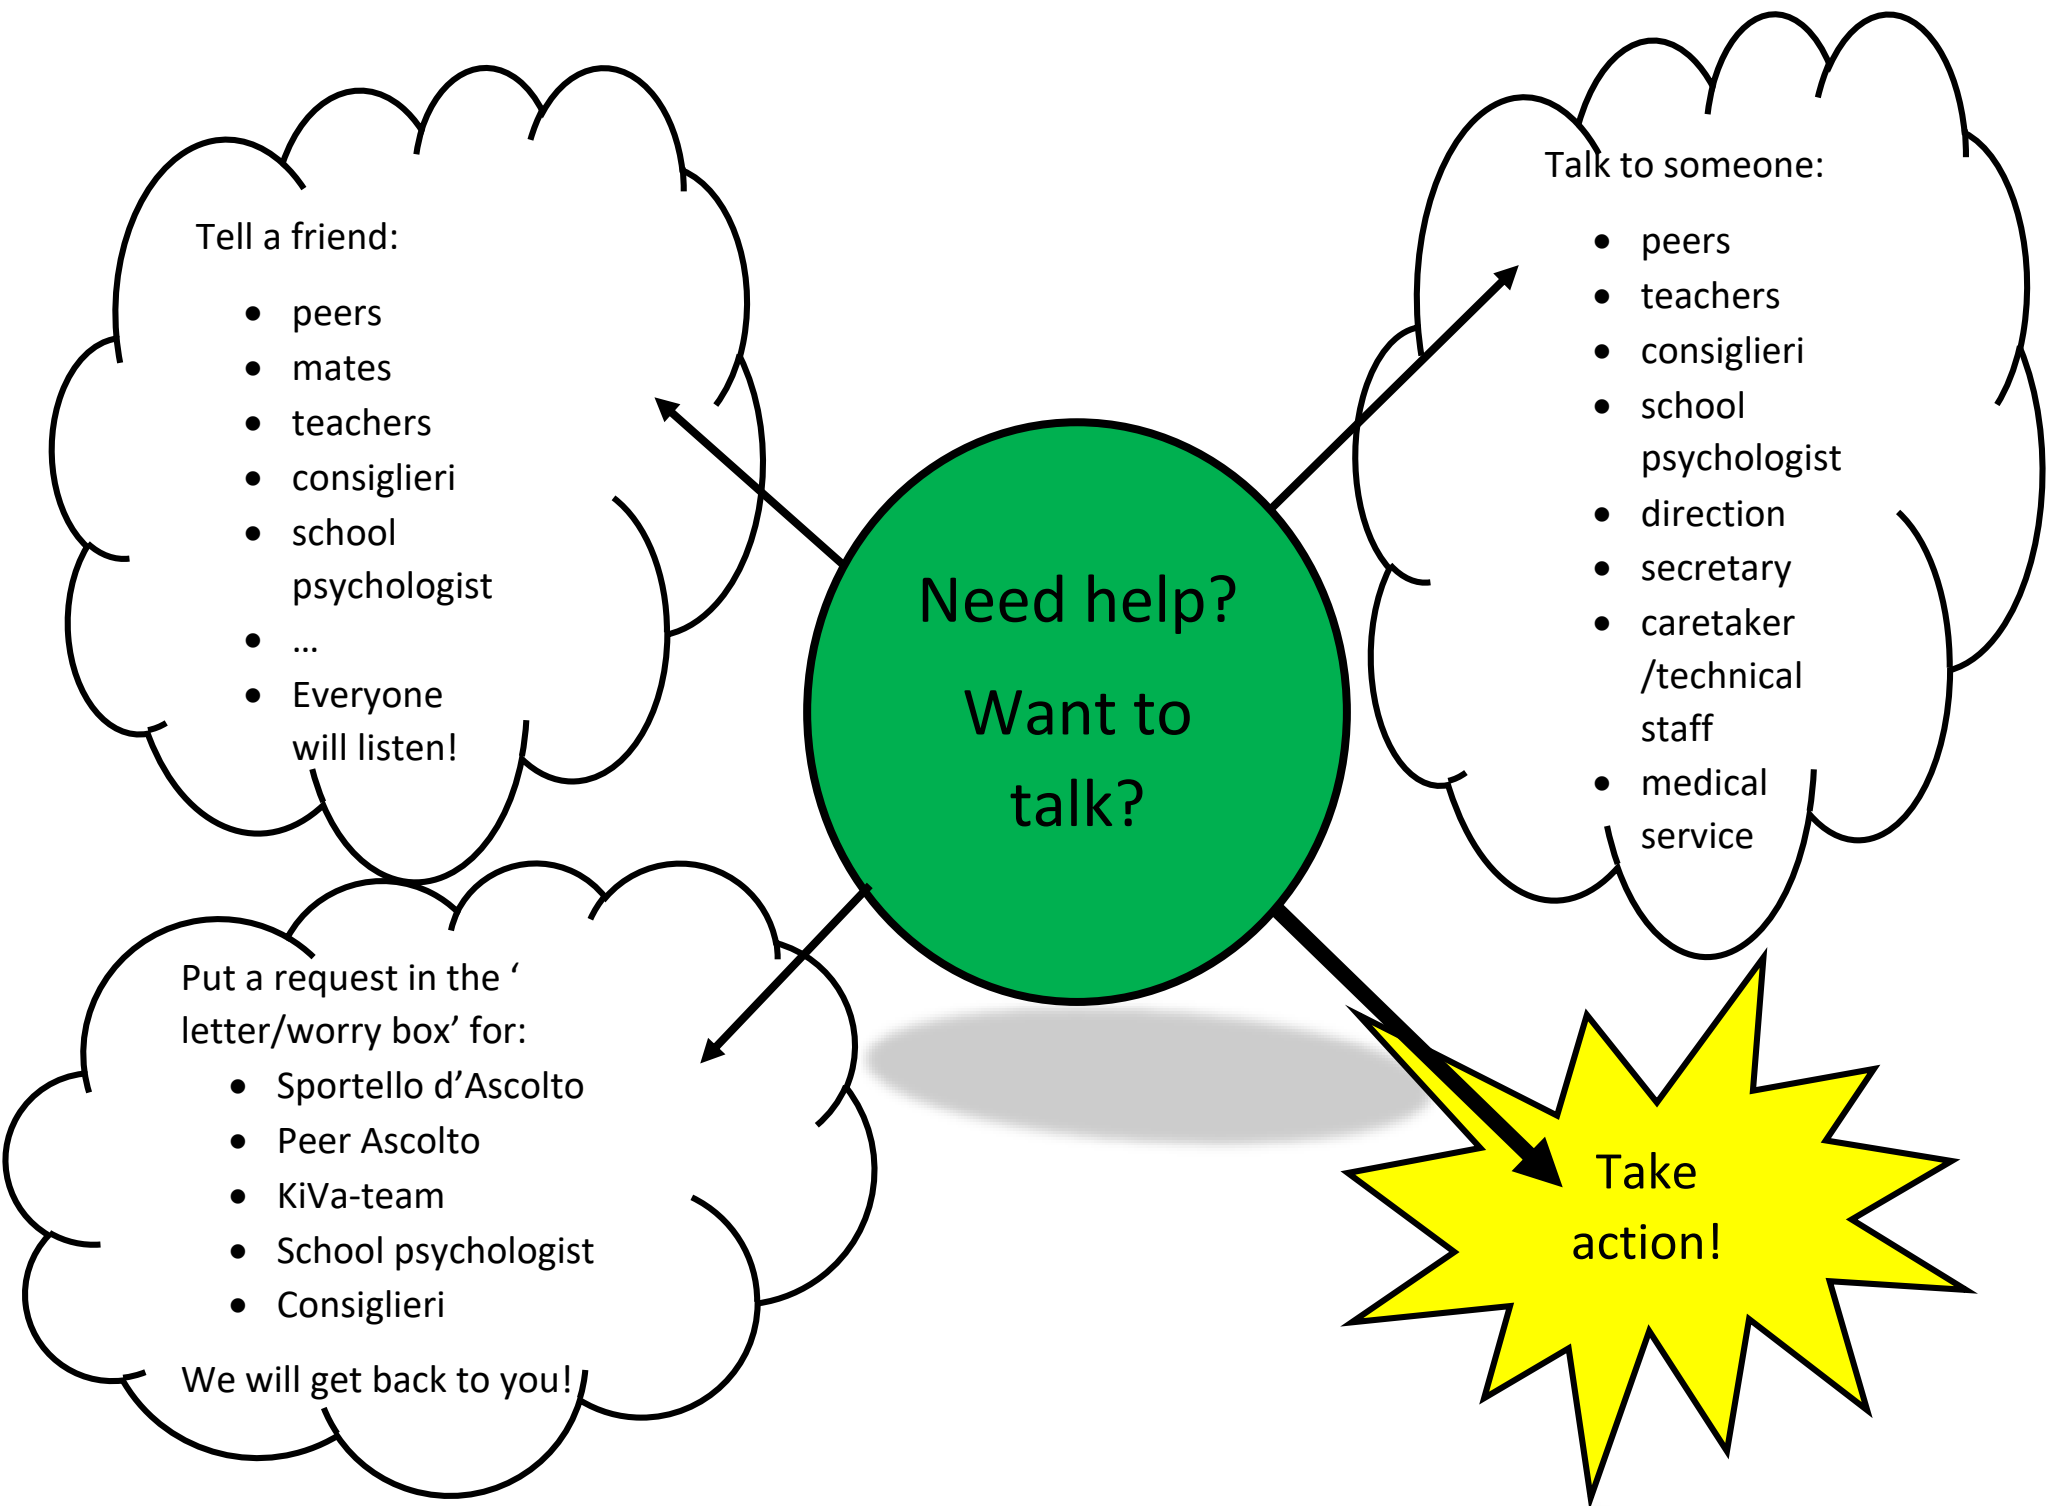 Tell a friend:
• peers
• mates
• teachers
• consiglieri
• school
psychologist
• …
• Everyone
will listen!
Talk to someone:
• peers
• teachers
• consiglieri
• school
psychologist
• direction
• secretary
• caretaker
/technical
staff
• medical
service
Need help?
Want to
talk?
Put a request in the ‘
letter/worry box’ for:
• Sportello d’Ascolto
• Peer Ascolto
• KiVa-team
• School psychologist
• Consiglieri
We will get back to you!
Take
action!